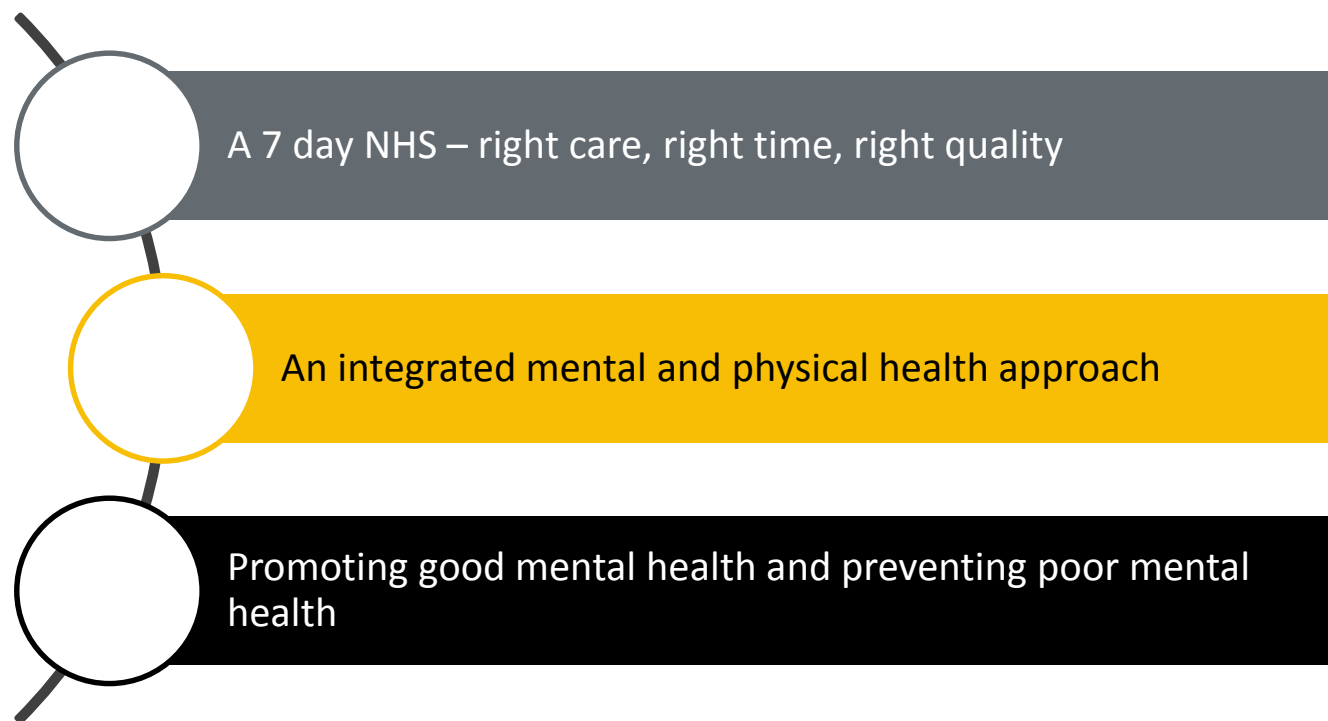 A 7 day NHS – right care, right time, right quality
An integrated mental and physical health approach
Promoting good mental health and preventing poor mental
health